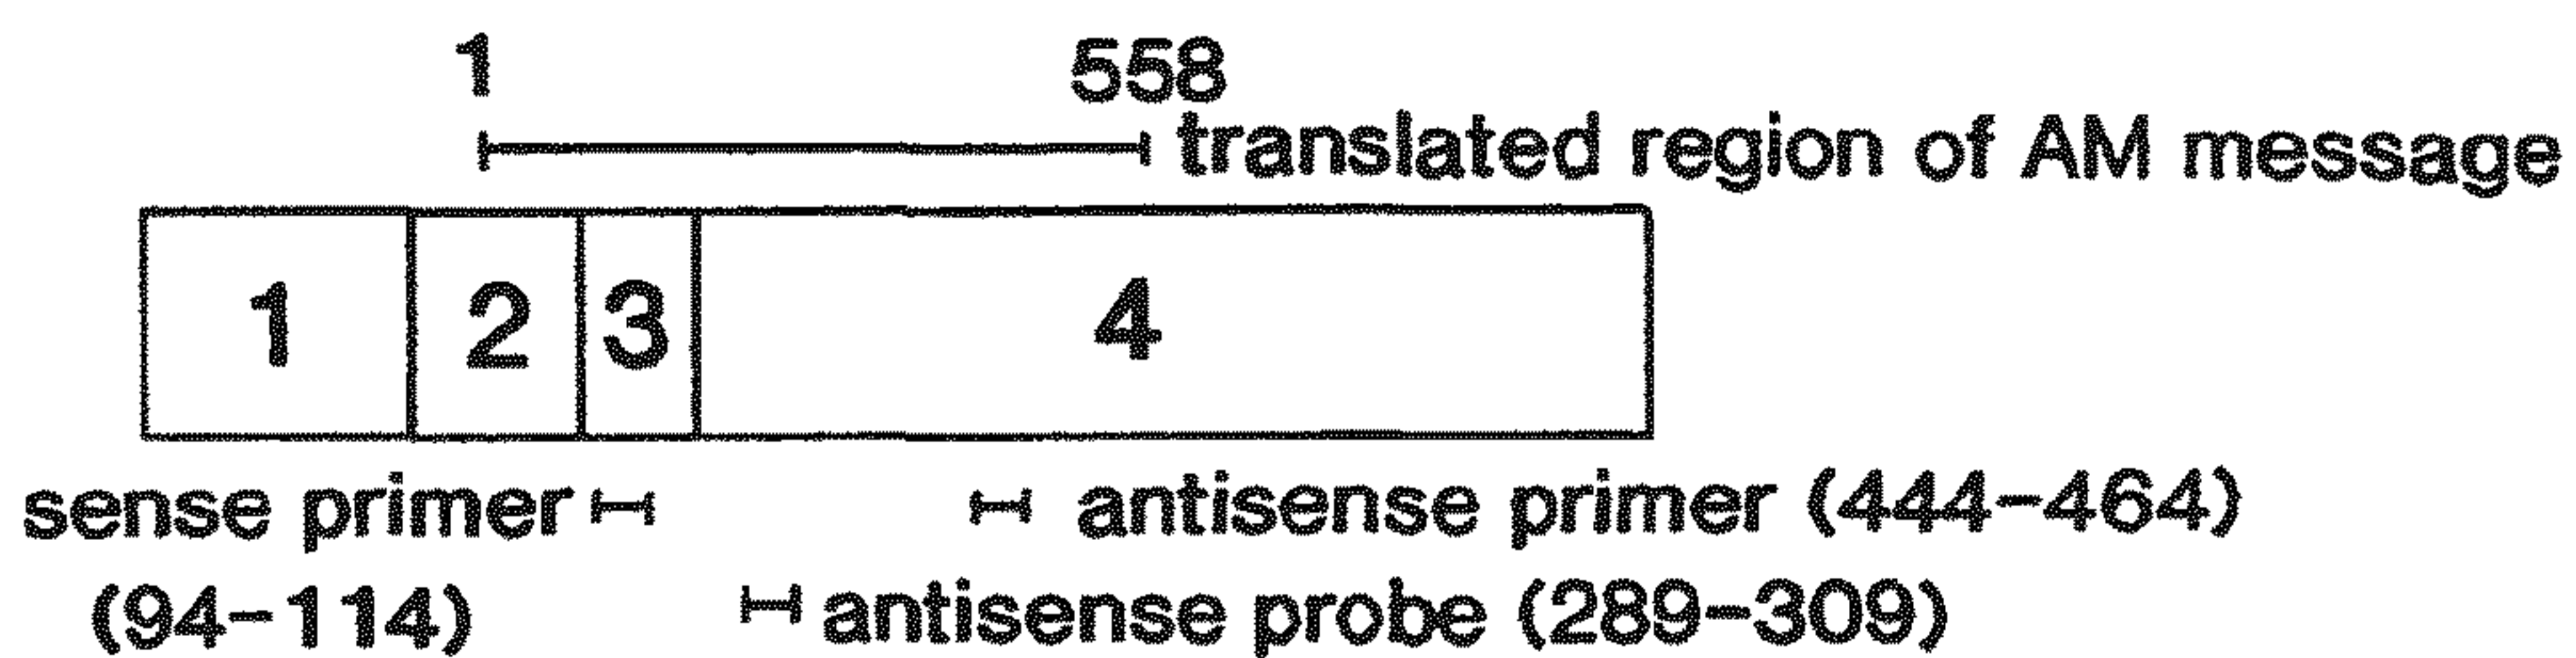 1 558
translated region of AM message
1 2 3 4
sense primer antisense primer (444-464)
(94-114) antisense probe (289-309)